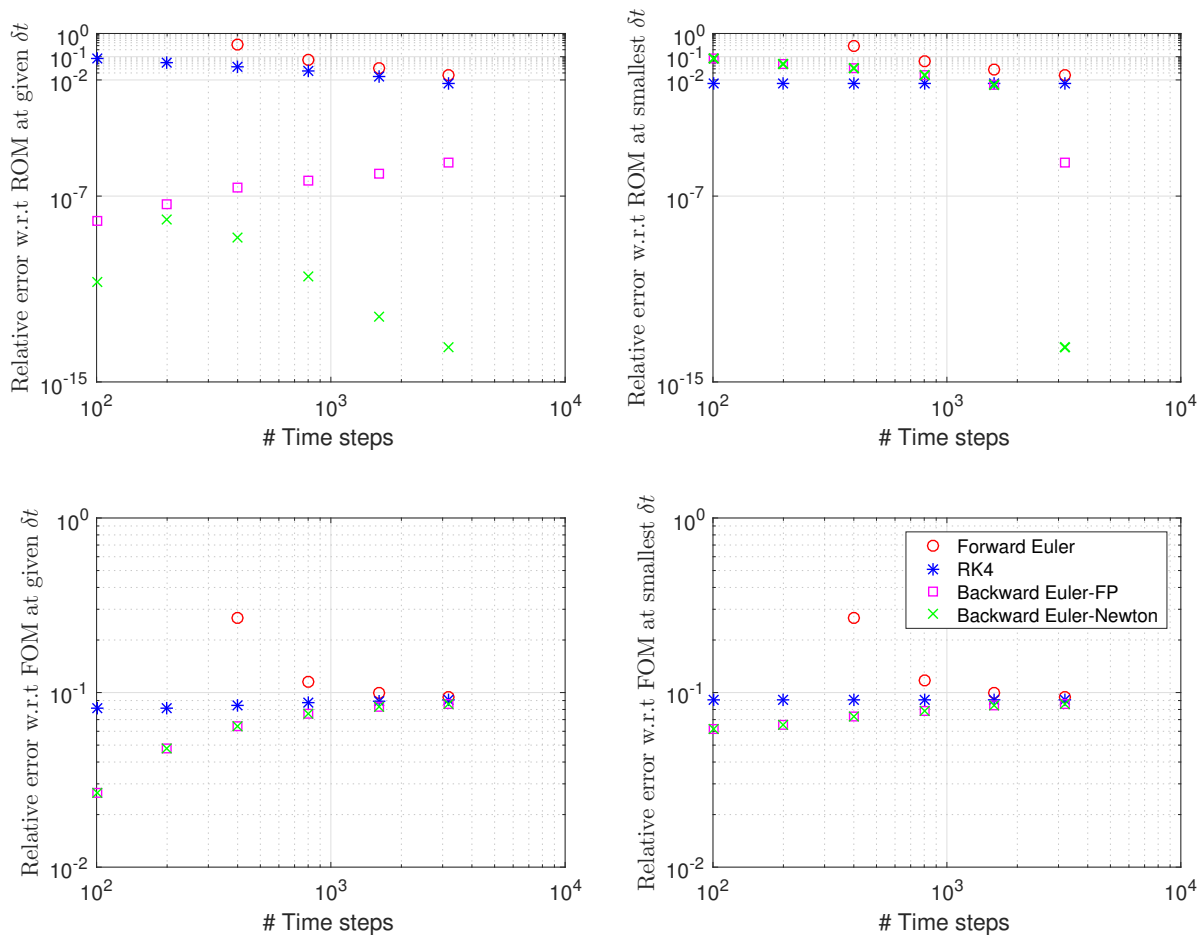 Relative error w.r.t ROM at given δt
10^0
10^-1
10^-2
10^-7
10^-15
10^2
10^3
10^4
# Time steps
Relative error w.r.t ROM at smallest δt
10^0
10^-1
10^-2
10^-7
10^-15
10^2
10^3
10^4
# Time steps
Relative error w.r.t FOM at given δt
10^0
10^-1
10^-2
10^2
10^3
10^4
# Time steps
Relative error w.r.t FOM at smallest δt
10^0
10^-1
10^-2
10^2
10^3
10^4
# Time steps
Forward Euler
RK4
Backward Euler-FP
Backward Euler-Newton